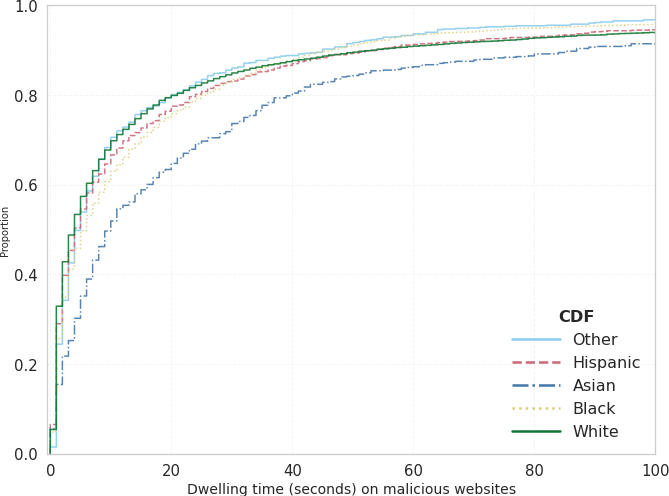 1.0
0.8
0.6
0.4
0.2
0.0
Proportion
CDF
Other
Hispanic
Asian
Black
White
0 20 40 60 80 100
Dwelling time (seconds) on malicious websites